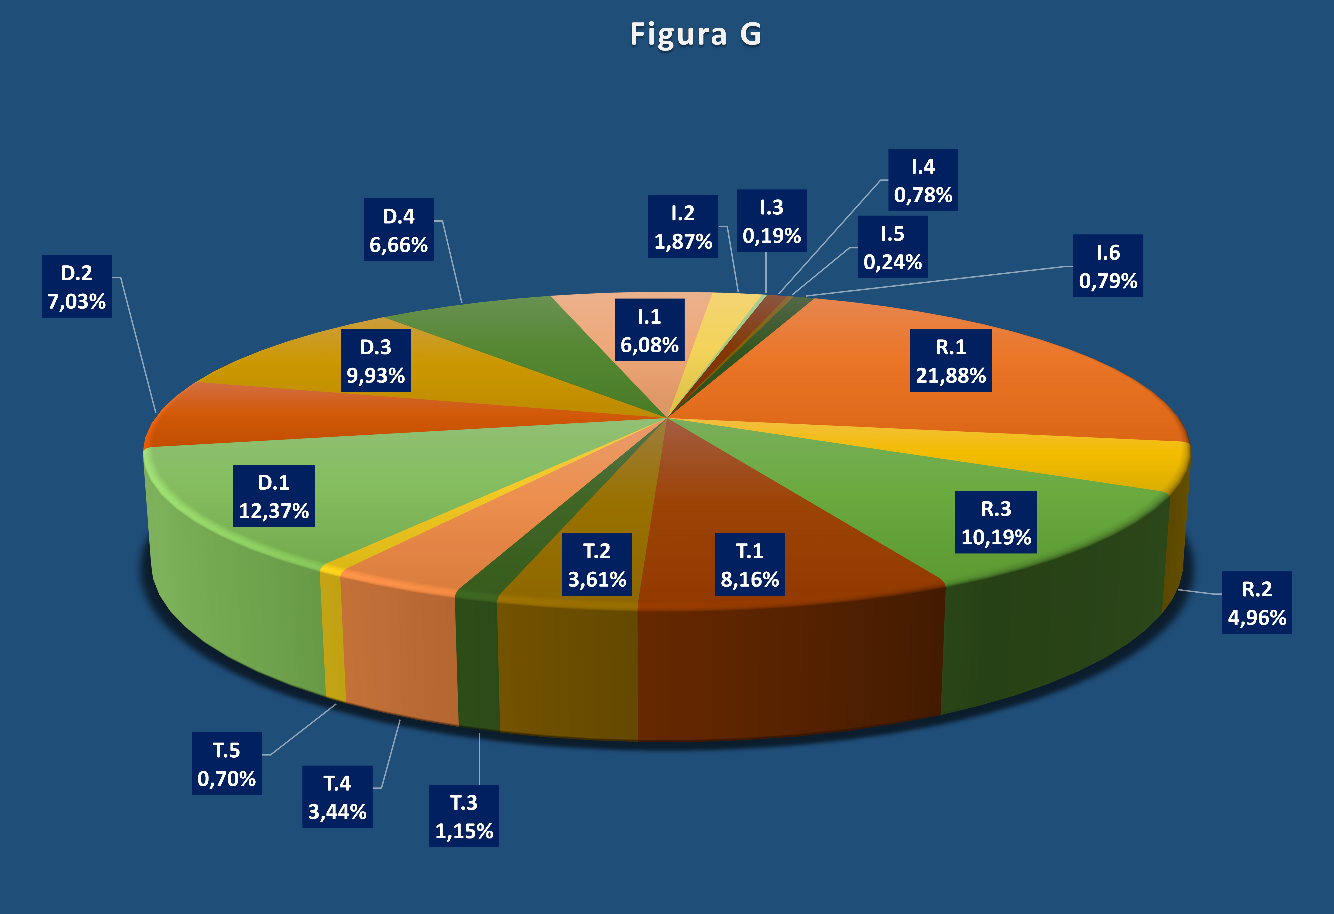 Figura G
I.4
0,78%
I.3
0,19%
I.2
1,87%
D.4
6,66%
I.5
0,24%
I.6
0,79%
D.2
7,03%
I.1
6,08%
D.3
9,93%
R.1
21,88%
D.1
12,37%
R.3
10,19%
T.2
3,61%
T.1
8,16%
R.2
4,96%
T.5
0,70%
T.4
3,44%
T.3
1,15%